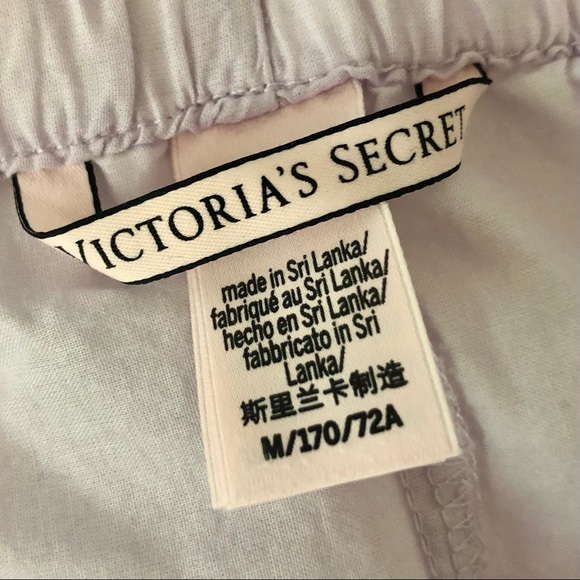 VICTORIA'S SECRET
made in Sri Lanka/
fabriqué au Sri Lanka/
hecho en Sri Lanka/
fabbricato in Sri
Lanka/
斯里兰卡制造
M/170/72A